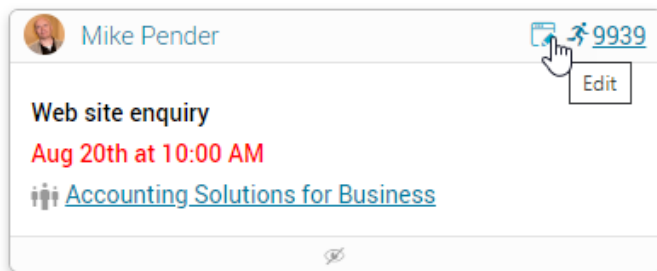 Mike Pender 9939
Edit
Web site enquiry
Aug 20th at 10:00 AM
Accounting Solutions for Business